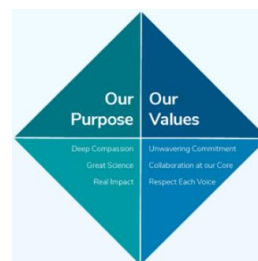 Our
Purpose
Deep Compassion
Great Science
Real Impact
Our
Values
Unwavering Commitment
Collaboration at our Core
Respect Each Voice